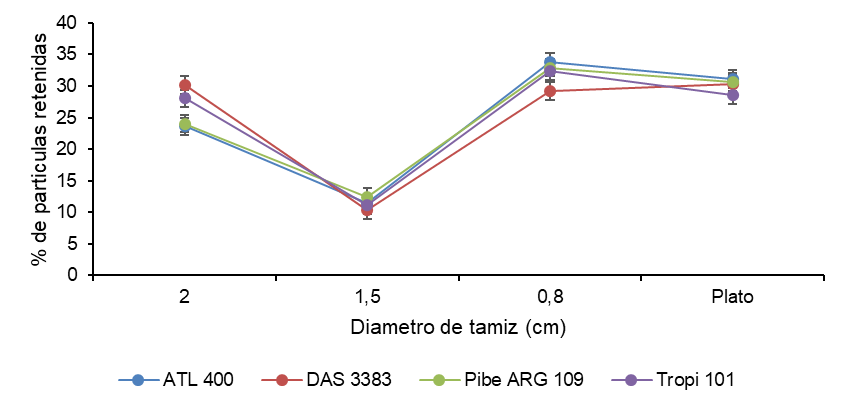 % de particulas retenidas
40
35
30
25
20
15
10
5
0
2 1,5 0,8 Plato
Diametro de tamiz (cm)
ATL 400 DAS 3383 Pibe ARG 109 Tropi 101